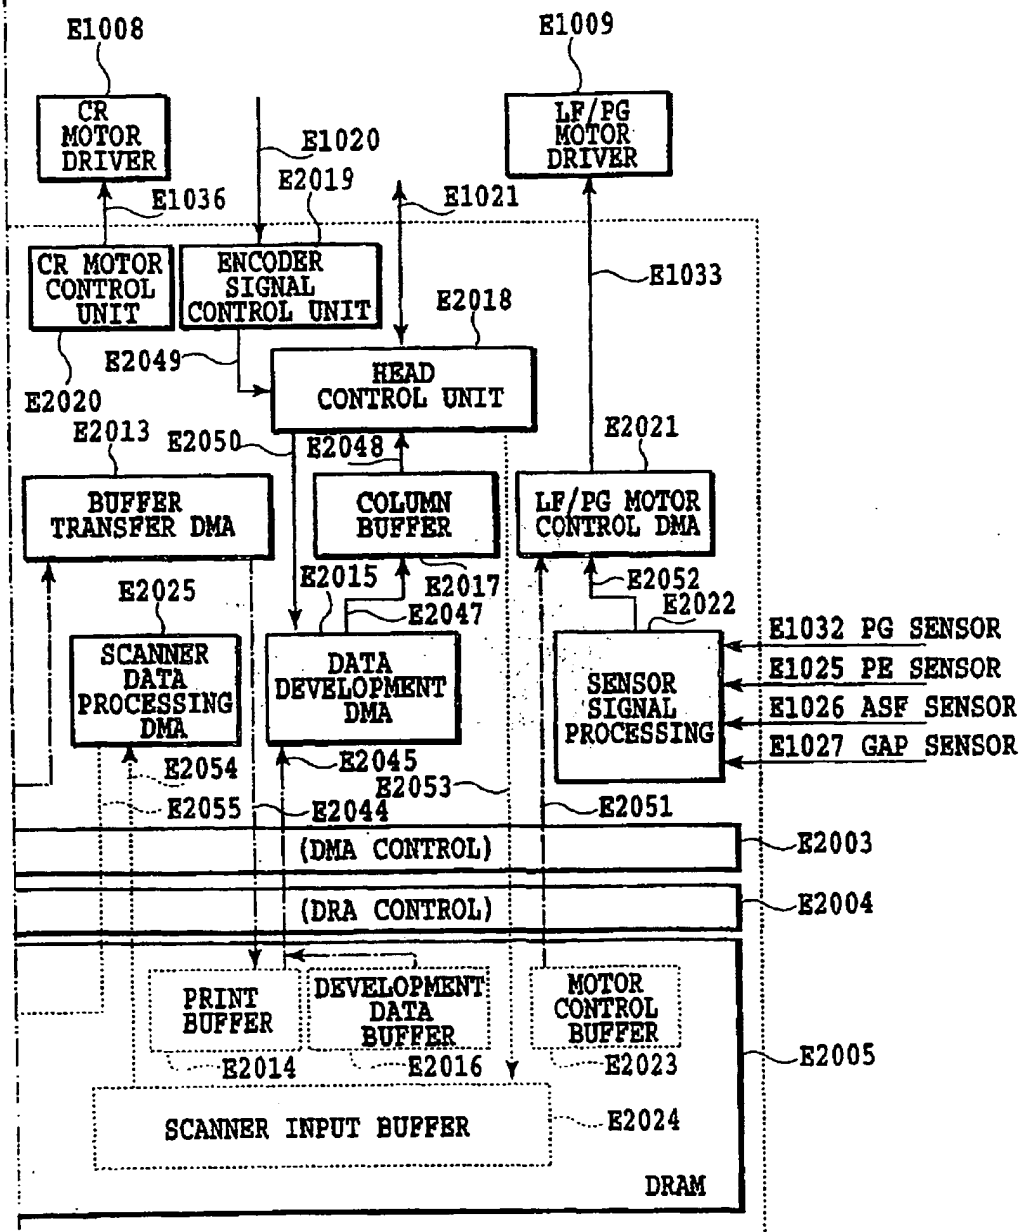 E1008
E1009
CR
MOTOR
DRIVER
LF/PG
MOTOR
DRIVER
E1020
E2019
E1036
E1021
CR MOTOR
CONTROL
UNIT
ENCODER
SIGNAL
CONTROL UNIT
E1033
E2018
E2049
HEAD
CONTROL UNIT
E2020
E2013
E2050
E2048
E2021
BUFFER
TRANSFER DMA
COLUMN
BUFFER
LF/PG MOTOR
CONTROL DMA
E2015
E2017
E2052
E2025
E2047
E2022
SCANNER
DATA
PROCESSING
DMA
DATA
DEVELOPMENT
DMA
SENSOR
SIGNAL
PROCESSING
E1032 PG SENSOR
E1025 PE SENSOR
E1026 ASF SENSOR
E1027 GAP SENSOR
E2054
E2045
E2053
E2055
E2044
E2051
(DMA CONTROL)
E2003
(DRA CONTROL)
E2004
PRINT
BUFFER
DEVELOPMENT
DATA
BUFFER
MOTOR
CONTROL
BUFFER
E2014
E2016
E2023
E2005
SCANNER INPUT BUFFER
E2024
DRAM